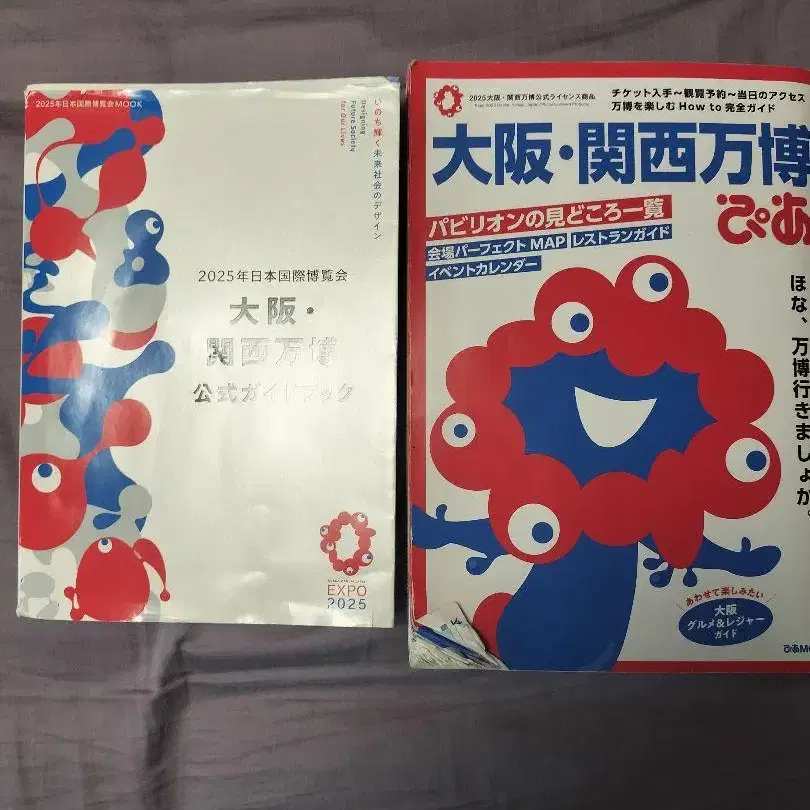 2025年日本国際博覧会MOOK
いのち輝く未来社会のデザイン
Designing
Future Society
for Our Lives
2025年日本国際博覧会
大阪・
関西万博
公式ガイドブック
EXPO
2025
2025大阪・関西万博公式ライセンス商品
チケット入手～観覧予約～当日のアクセス
万博を楽しむ How to 完全ガイド
大阪・関西万博
ぴあ
パビリオンの見どころ一覧
会場パーフェクト MAP
レストランガイド
イベントカレンダー
ほな、万博行きましょか。
あわせて楽しみたい
大阪
グルメ&レジャー
ガイド